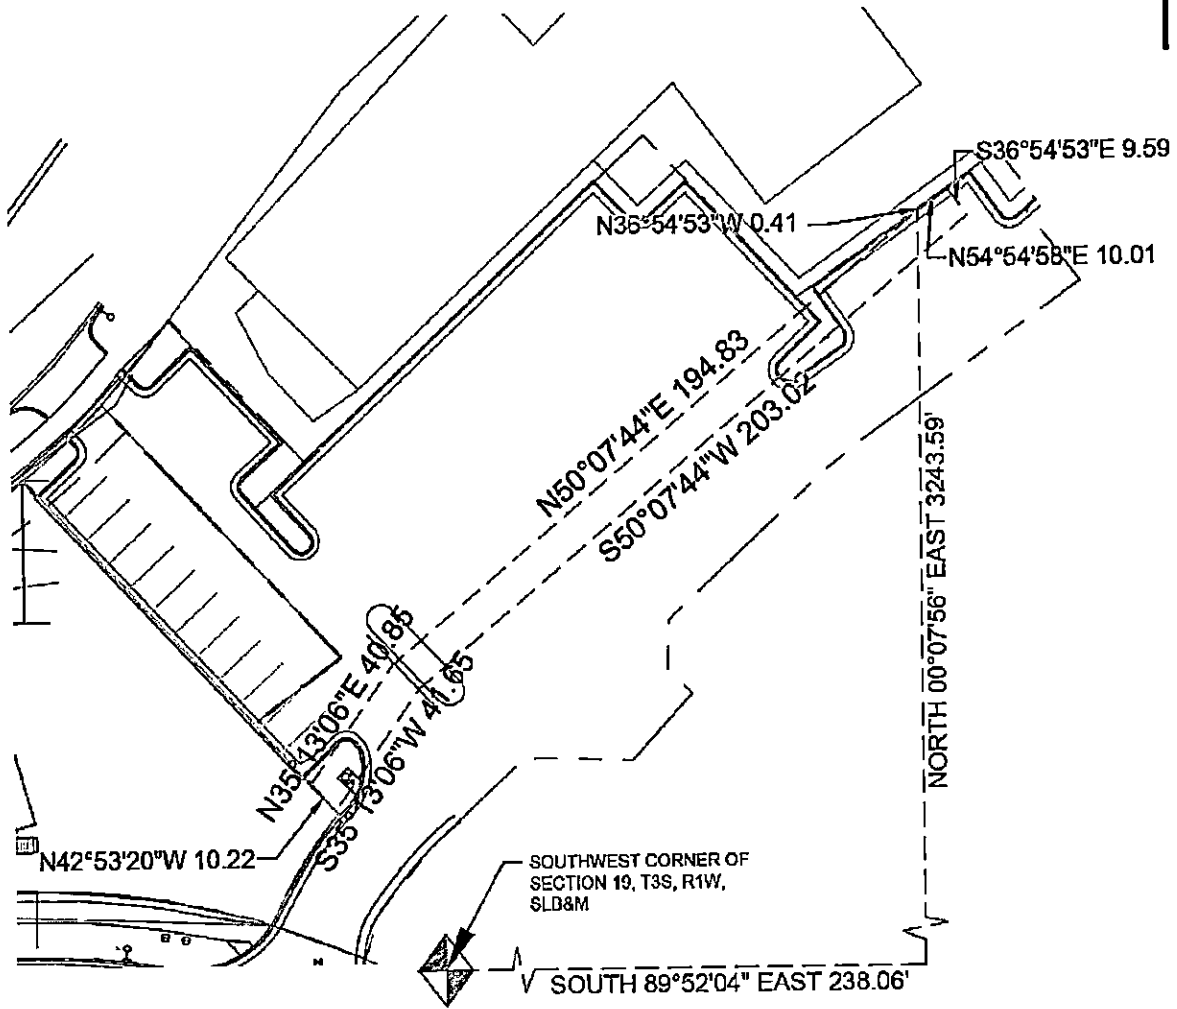 S36°54'53"E 9.59
N36°54'53"W 0.41
N54°54'58"E 10.01
N50°07'44"E 194.83
S50°07'44"W 203.02
NORTH 00°07'56" EAST 3243.59'
N35°13'06"E 40.85
S35°13'06"W 41.65
N42°53'20"W 10.22
SOUTHWEST CORNER OF
SECTION 19, T3S, R1W,
SLB&M
SOUTH 89°52'04" EAST 238.06'